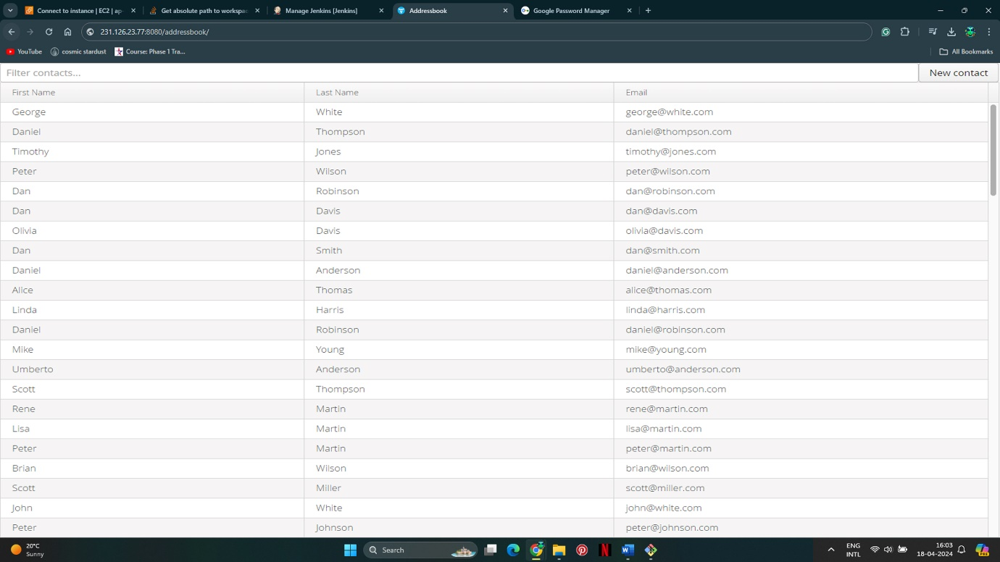 Connect to instance | EC2 | ap- Get absolute path to workspa Manage Jenkins [Jenkins] Addressbook Google Password Manager
231.126.23.77:8080/addressbook/
YouTube cosmic stardust Course: Phase 1 Tra... All Bookmarks
Filter contacts... New contact
First Name Last Name Email
George White george@white.com
Daniel Thompson daniel@thompson.com
Timothy Jones timothy@jones.com
Peter Wilson peter@wilson.com
Dan Robinson dan@robinson.com
Dan Davis dan@davis.com
Olivia Davis olivia@davis.com
Dan Smith dan@smith.com
Daniel Anderson daniel@anderson.com
Alice Thomas alice@thomas.com
Linda Harris linda@harris.com
Daniel Robinson daniel@robinson.com
Mike Young mike@young.com
Umberto Anderson umberto@anderson.com
Scott Thompson scott@thompson.com
Rene Martin rene@martin.com
Lisa Martin lisa@martin.com
Peter Martin peter@martin.com
Brian Wilson brian@wilson.com
Scott Miller scott@miller.com
John White john@white.com
Peter Johnson peter@johnson.com
20°C ENG 16:03
Sunny Search INTL 18-04-2024